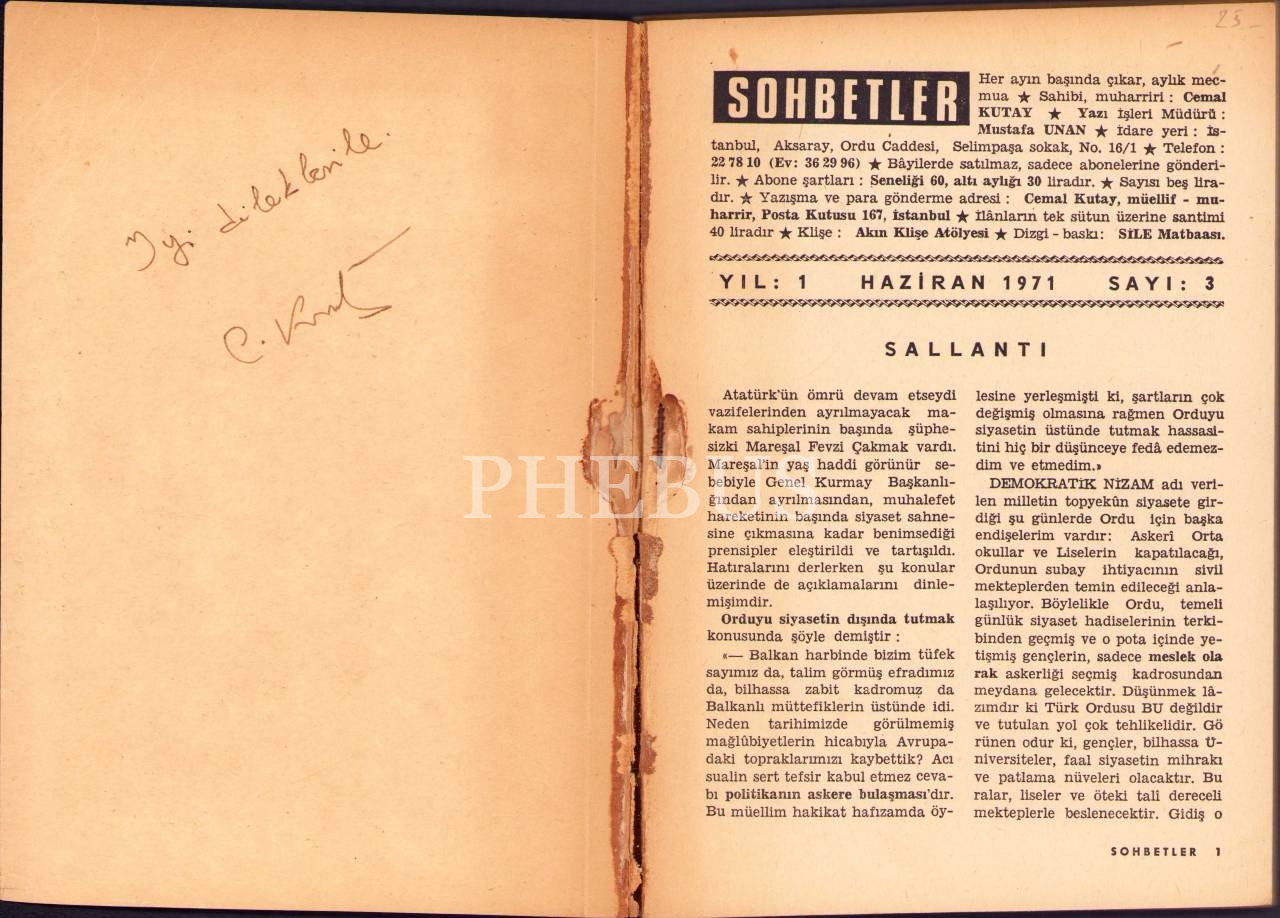 İyi dileklerile.
C. Kutay
25_
SOHBETLER
Her ayın başında çıkar, aylık mec-
mua ★ Sahibi, muharriri : Cemal
KUTAY ★ Yazı İşleri Müdürü :
Mustafa UNAN ★ İdare yeri : İs-
tanbul, Aksaray, Ordu Caddesi, Selimpaşa sokak, No. 16/1 ★ Telefon :
22 78 10 (Ev: 36 29 96) ★ Bâyilerde satılmaz, sadece abonelerine gönderi-
lir. ★ Abone şartları : Seneliği 60, altı aylığı 30 liradır. ★ Sayısı beş lira-
dır. ★ Yazışma ve para gönderme adresi : Cemal Kutay, müellif - mu-
harrir, Posta Kutusu 167, İstanbul ★ İlânların tek sütun üzerine santimi
40 liradır ★ Klişe : Akın Klişe Atölyesi ★ Dizgi - baskı: SİLE Matbaası.
YIL: 1 HAZİRAN 1971 SAYI: 3
SALLANTI
Atatürk'ün ömrü devam etseydi
vazifelerinden ayrılmayacak ma-
kam sahiplerinin başında şüphe-
sizki Mareşal Fevzi Çakmak vardı.
Mareşal'in yaş haddi görünür se-
bebiyle Genel Kurmay Başkanlı-
ğından ayrılmasından, muhalefet
hareketinin başında siyaset sahne-
sine çıkmasına kadar benimsediği
prensipler eleştirildi ve tartışıldı.
Hatıralarını derlerken şu konular
üzerinde de açıklamalarını dinle-
mişimdir.
Orduyu siyasetin dışında tutmak
konusunda şöyle demiştir :
«— Balkan harbinde bizim tüfek
sayımız da, talim görmüş efradımız
da, bilhassa zabit kadromuz da
Balkanlı müttefiklerin üstünde idi.
Neden tarihimizde görülmemiş
mağlûbiyetlerin hicabıyla Avrupa-
daki topraklarımızı kaybettik? Acı
sualin sert tefsir kabul etmez ceva-
bı politikanın askere bulaşması'dır.
Bu müellim hakikat hafızamda öy-
lesine yerleşmişti ki, şartların çok
değişmiş olmasına rağmen Orduyu
siyasetin üstünde tutmak hassasi-
tini hiç bir düşünceye fedâ edemez-
dim ve etmedim.»
DEMOKRATİK NİZAM adı veri-
len milletin topyekûn siyasete gir-
diği şu günlerde Ordu için başka
endişelerim vardır: Askerî Orta
okullar ve Liselerin kapatılacağı,
Ordunun subay ihtiyacının sivil
mekteplerden temin edileceği anla-
laşılıyor. Böylelikle Ordu, temeli
günlük siyaset hadiselerinin terki-
binden geçmiş ve o pota içinde ye-
tişmiş gençlerin, sadece meslek ola
rak askerliği seçmiş kadrosundan
meydana gelecektir. Düşünmek lâ-
zımdır ki Türk Ordusu BU değildir
ve tutulan yol çok tehlikelidir. Gö
rünen odur ki, gençler, bilhassa Ü-
niversiteler, faal siyasetin mihrakı
ve patlama nüveleri olacaktır. Bu
ralar, liseler ve öteki talî dereceli
mekteplerle beslenecektir. Gidiş o
SOHBETLER 1
PHEBUS